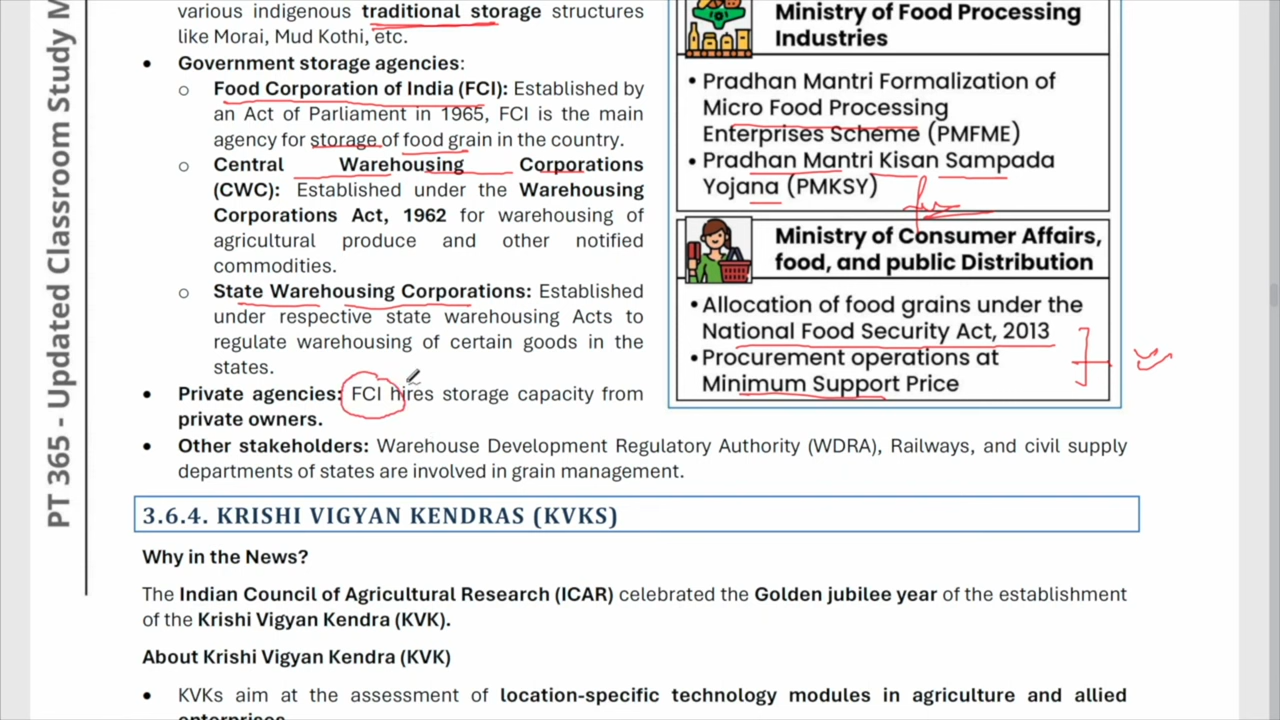 PT 365 - Updated Classroom Study M
various indigenous traditional storage structures
like Morai, Mud Kothi, etc.
• Government storage agencies:
o Food Corporation of India (FCI): Established by
an Act of Parliament in 1965, FCI is the main
agency for storage of food grain in the country.
o Central Warehousing Corporations
(CWC): Established under the Warehousing
Corporations Act, 1962 for warehousing of
agricultural produce and other notified
commodities.
o State Warehousing Corporations: Established
under respective state warehousing Acts to
regulate warehousing of certain goods in the
states.
• Private agencies: FCI hires storage capacity from
private owners.
Ministry of Food Processing
Industries
• Pradhan Mantri Formalization of
Micro Food Processing
Enterprises Scheme (PMFME)
• Pradhan Mantri Kisan Sampada
Yojana (PMKSY)
Ministry of Consumer Affairs,
food, and public Distribution
• Allocation of food grains under the
National Food Security Act, 2013
• Procurement operations at
Minimum Support Price
• Other stakeholders: Warehouse Development Regulatory Authority (WDRA), Railways, and civil supply
departments of states are involved in grain management.
3.6.4. KRISHI VIGYAN KENDRAS (KVKS)
Why in the News?
The Indian Council of Agricultural Research (ICAR) celebrated the Golden jubilee year of the establishment
of the Krishi Vigyan Kendra (KVK).
About Krishi Vigyan Kendra (KVK)
• KVKs aim at the assessment of location-specific technology modules in agriculture and allied
enterprises.